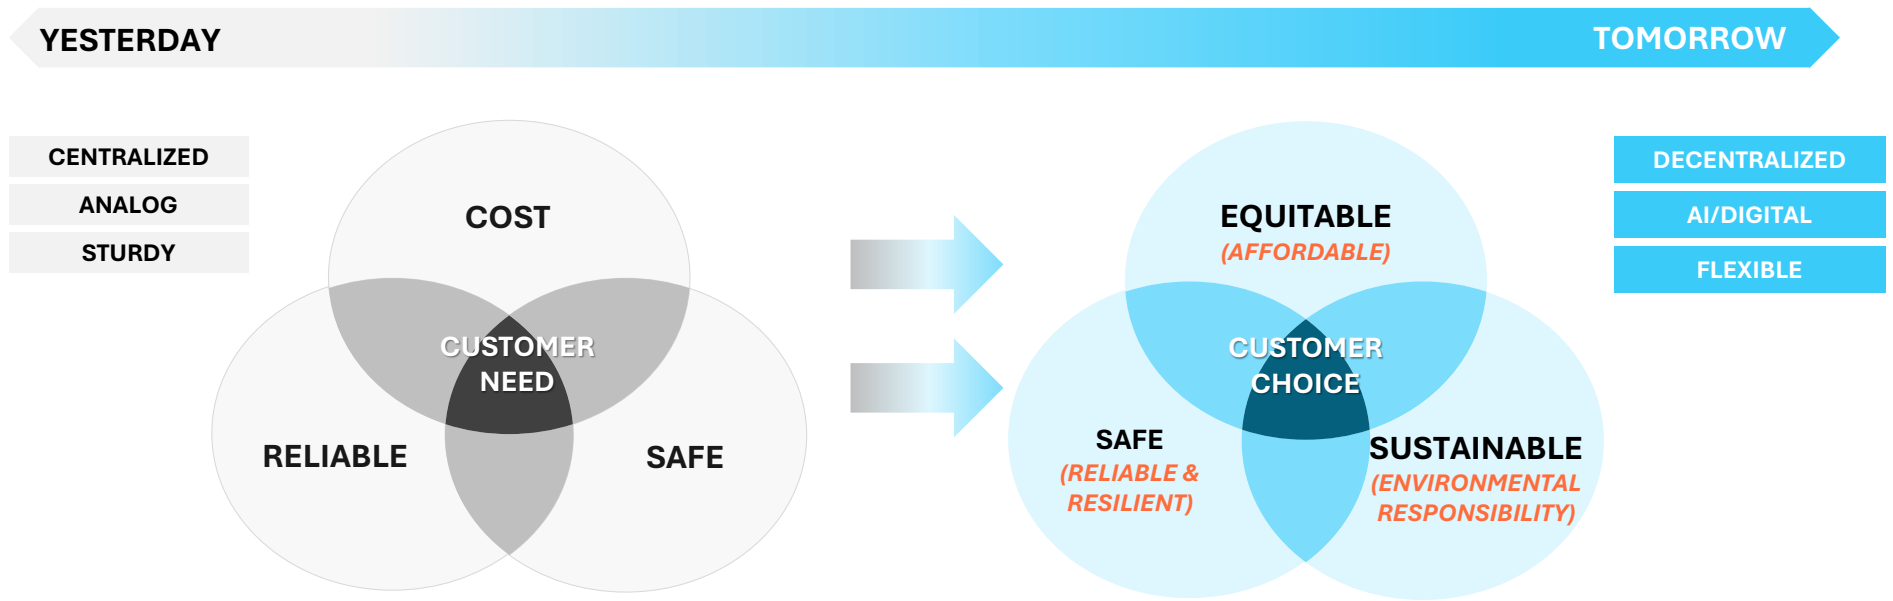 YESTERDAY
TOMORROW
CENTRALIZED
ANALOG
STURDY
COST
CUSTOMER
NEED
RELIABLE
SAFE
EQUITABLE
(AFFORDABLE)
CUSTOMER
CHOICE
SAFE
(RELIABLE &
RESILIENT)
SUSTAINABLE
(ENVIRONMENTAL
RESPONSIBILITY)
DECENTRALIZED
AI/DIGITAL
FLEXIBLE